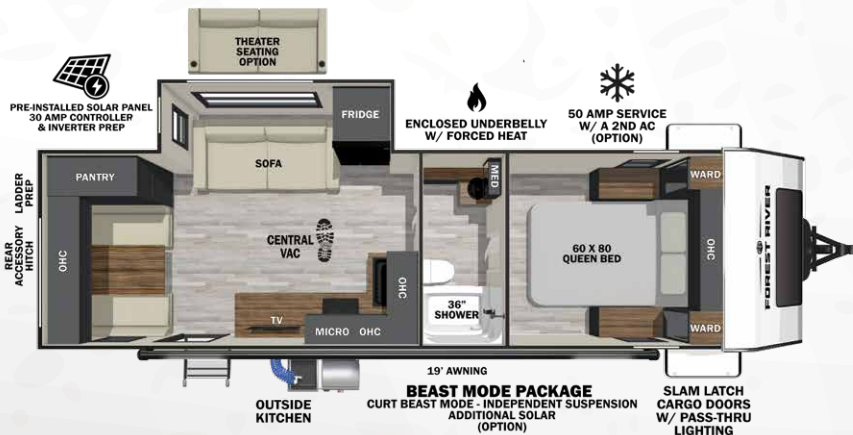 THEATER
SEATING
OPTION
PRE-INSTALLED SOLAR PANEL
30 AMP CONTROLLER
& INVERTER PREP
FRIDGE
ENCLOSED UNDERBELLY
W/ FORCED HEAT
50 AMP SERVICE
W/ A 2ND AC
(OPTION)
LADDER
PREP
REAR
ACCESSORY
HITCH
PANTRY
OHC
SOFA
CENTRAL
VAC
MED
WARD
OHC
60 X 80
QUEEN BED
FOREST RIVER
OHC
TV
MICRO OHC
36"
SHOWER
WARD
19' AWNING
OUTSIDE
KITCHEN
BEAST MODE PACKAGE
CURT BEAST MODE - INDEPENDENT SUSPENSION
ADDITIONAL SOLAR
(OPTION)
SLAM LATCH
CARGO DOORS
W/ PASS-THRU
LIGHTING